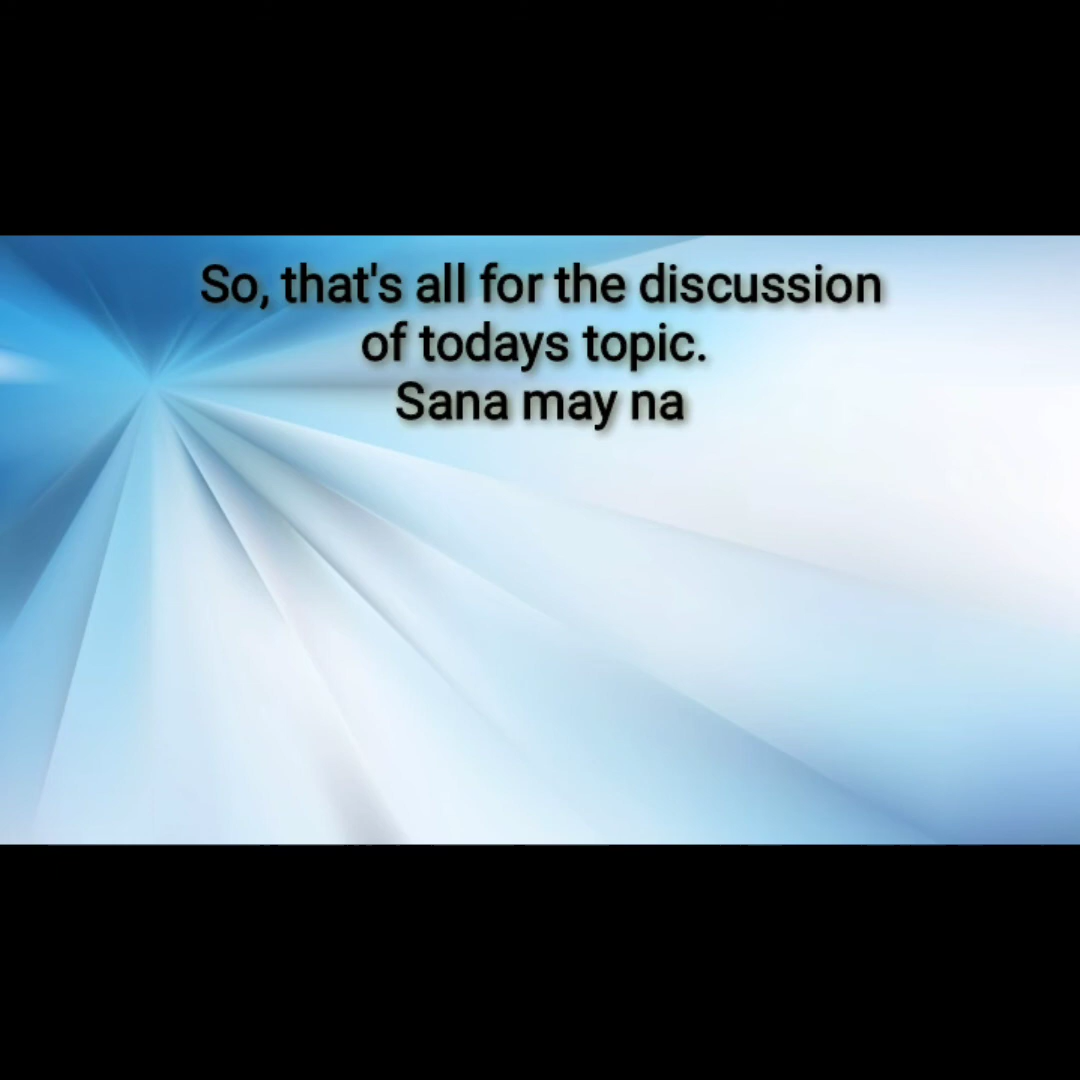 So, that's all for the discussion
of todays topic.
Sana may na